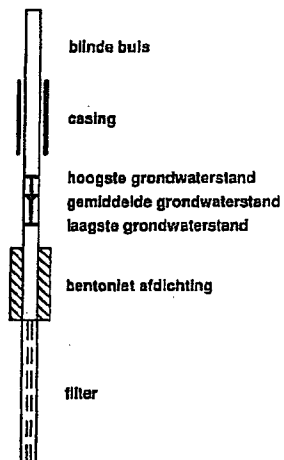 blinde buis
casing
hoogste grondwaterstand
gemiddelde grondwaterstand
laagste grondwaterstand
bentoniet afdichting
filter